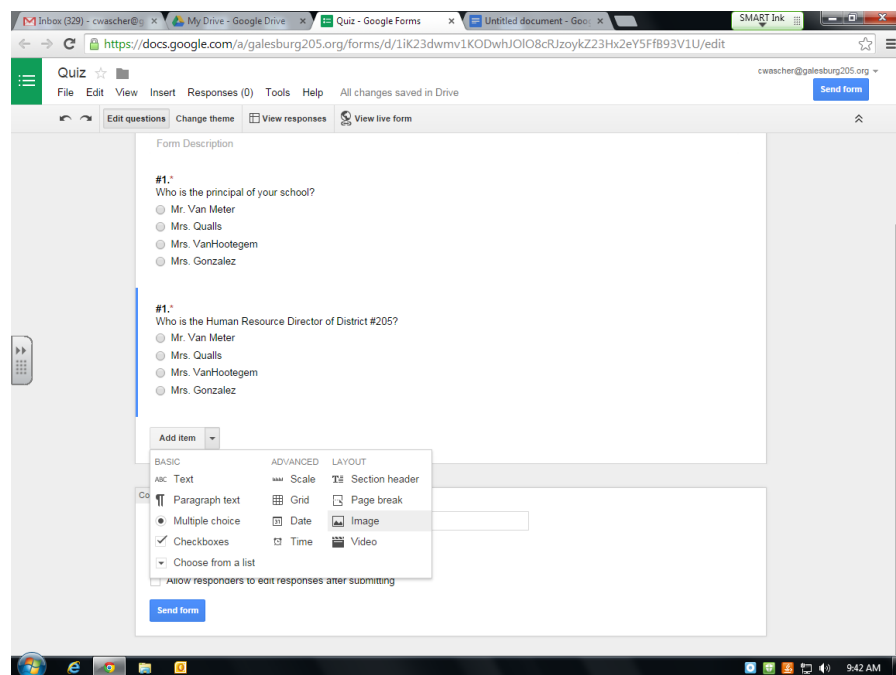 Inbox (329) - cwascher@g
My Drive - Google Drive
Quiz - Google Forms
Untitled document - Goo
SMART Ink
https://docs.google.com/a/galesburg205.org/forms/d/1iK23dwmv1KODwhJOlO8cRJzoykZ23Hx2eY5FfB93V1U/edit
Quiz
cwascher@galesburg205.org
File Edit View Insert Responses (0) Tools Help All changes saved in Drive
Send form
Edit questions Change theme View responses View live form
Form Description
#1.*
Who is the principal of your school?
Mr. Van Meter
Mrs. Qualls
Mrs. VanHootegem
Mrs. Gonzalez
#1.*
Who is the Human Resource Director of District #205?
Mr. Van Meter
Mrs. Qualls
Mrs. VanHootegem
Mrs. Gonzalez
Add item
BASIC ADVANCED LAYOUT
ABC Text Scale Section header
Co
Paragraph text Grid Page break
Multiple choice Date Image
Checkboxes Time Video
Choose from a list
Allow responders to edit responses after submitting
Send form
9:42 AM